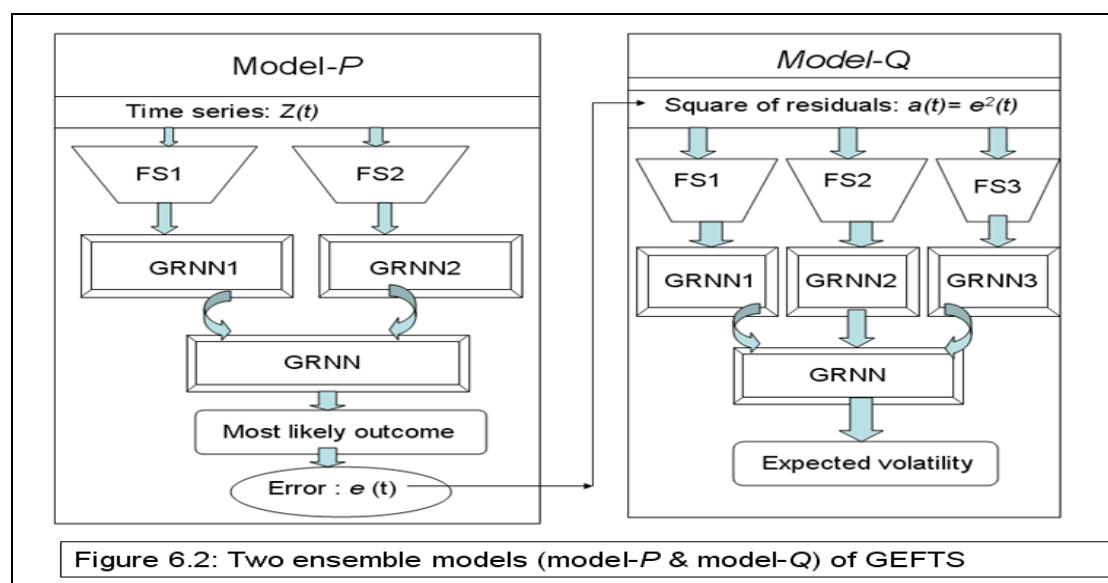 Model-P
Time series: Z(t)
FS1
FS2
GRNN1
GRNN2
GRNN
Most likely outcome
Error : e (t)
Model-Q
Square of residuals: a(t)= e²(t)
FS1
FS2
FS3
GRNN1
GRNN2
GRNN3
GRNN
Expected volatility
Figure 6.2: Two ensemble models (model-P & model-Q) of GEFTS